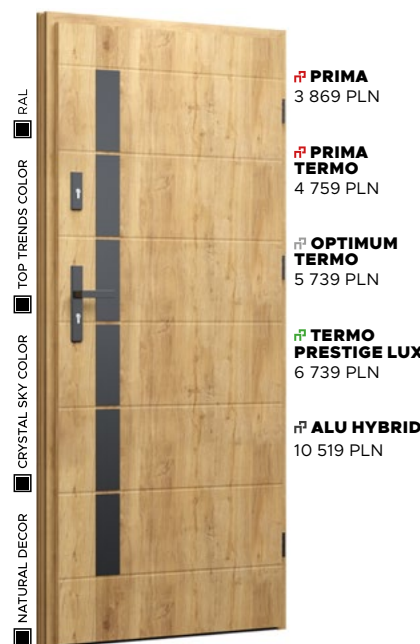 RAL
TOP TRENDS COLOR
CRYSTAL SKY COLOR
NATURAL DECOR
PRIMA
3 869 PLN
PRIMA
TERMO
4 759 PLN
OPTIMUM
TERMO
5 739 PLN
TERMO
PRESTIGE LUX
6 739 PLN
ALU HYBRID
10 519 PLN